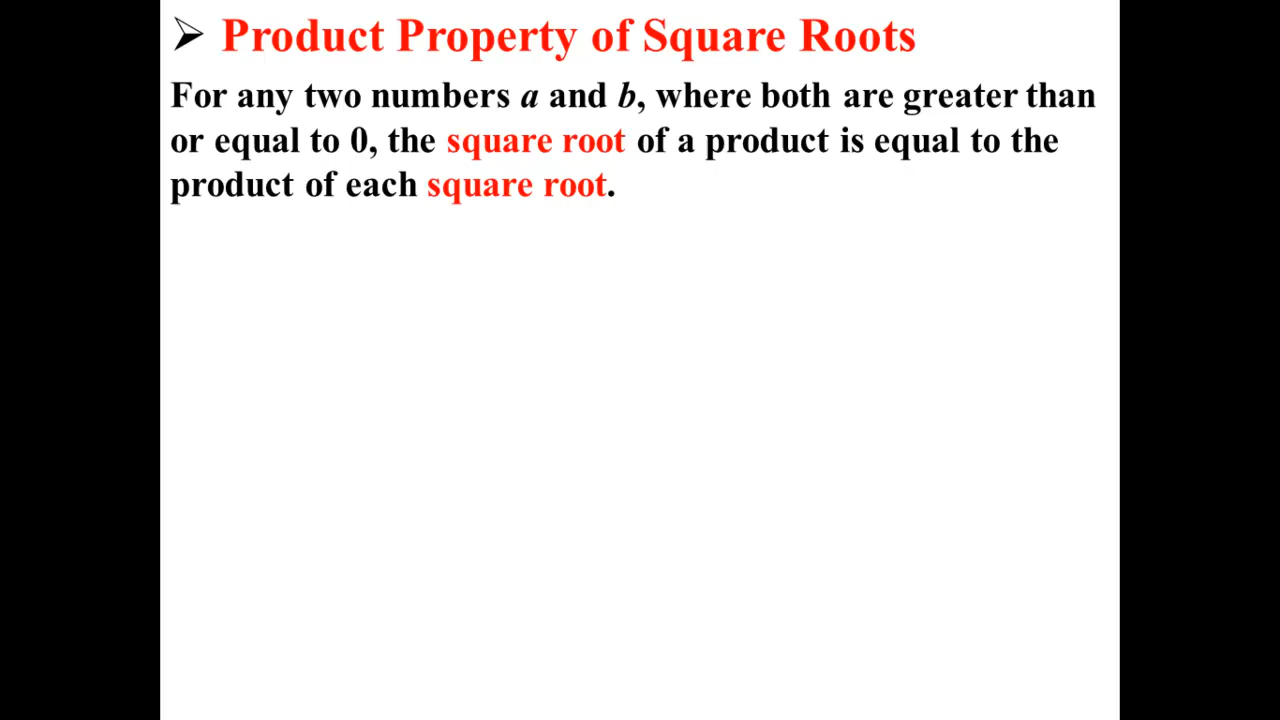 ➢ Product Property of Square Roots
For any two numbers a and b, where both are greater than
or equal to 0, the square root of a product is equal to the
product of each square root.